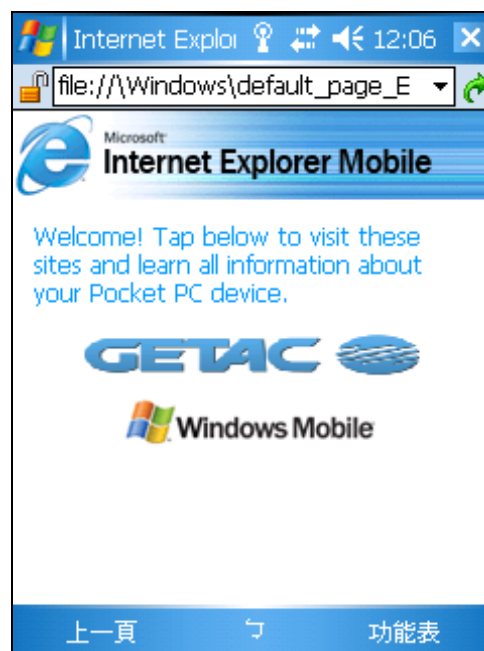 Internet Explor 12:06
file://\Windows\default_page_E
Microsoft
Internet Explorer Mobile
Welcome! Tap below to visit these
sites and learn all information about
your Pocket PC device.
GETAC
Windows Mobile
上一頁 ㄅ 功能表